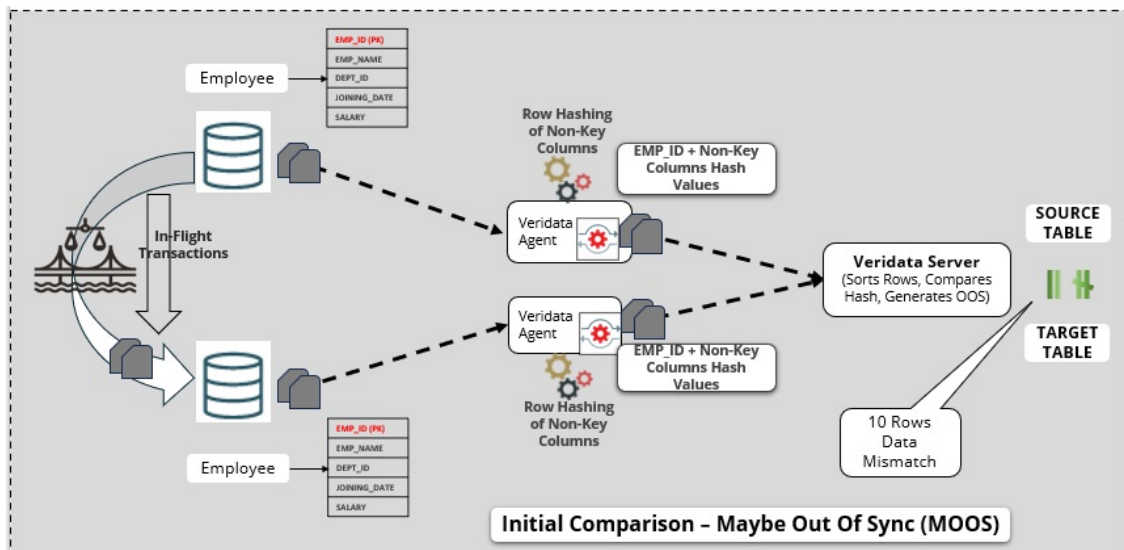 EMP_ID (PK)
EMP_NAME
DEPT_ID
JOINING_DATE
SALARY
Employee
Row Hashing
of Non-Key
Columns
EMP_ID + Non-Key
Columns Hash
Values
In-Flight
Transactions
Veridata
Agent
SOURCE
TABLE
Veridata Server
(Sorts Rows, Compares
Hash, Generates OOS)
Veridata
Agent
TARGET
TABLE
EMP_ID + Non-Key
Columns Hash
Values
Row Hashing
of Non-Key
Columns
10 Rows
Data
Mismatch
EMP_ID (PK)
EMP_NAME
DEPT_ID
JOINING_DATE
SALARY
Employee
Initial Comparison – Maybe Out Of Sync (MOOS)